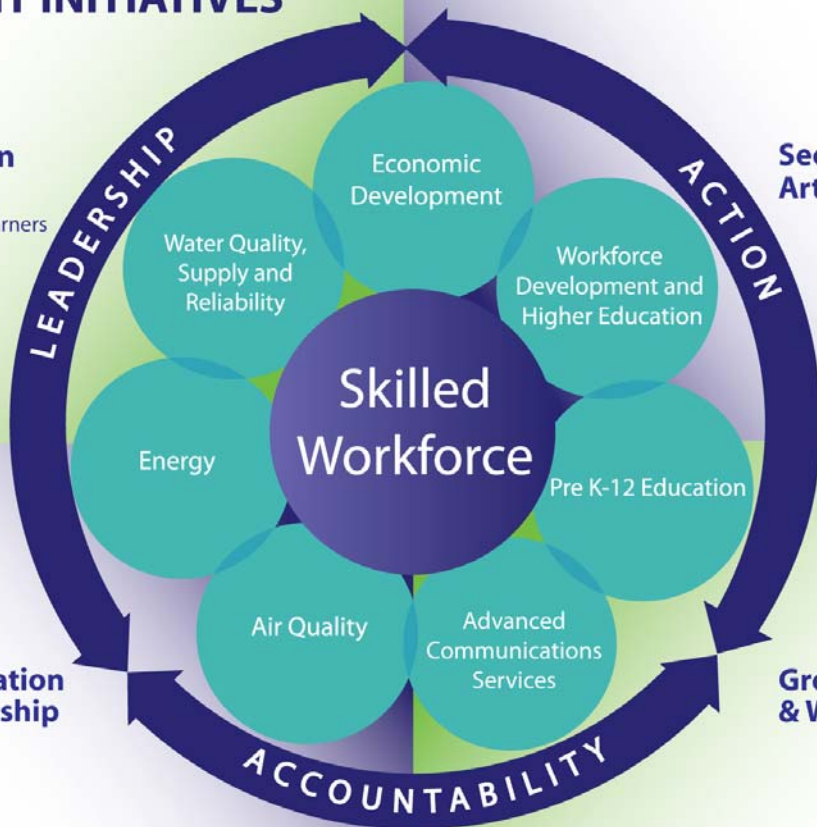 INITIATIVES
LEADERSHIP
ACTION
ACCOUNTABILITY
Economic
Development
Water Quality,
Supply and
Reliability
Workforce
Development and
Higher Education
Skilled
Workforce
Energy
Pre K-12 Education
Air Quality
Advanced
Communications
Services
& W